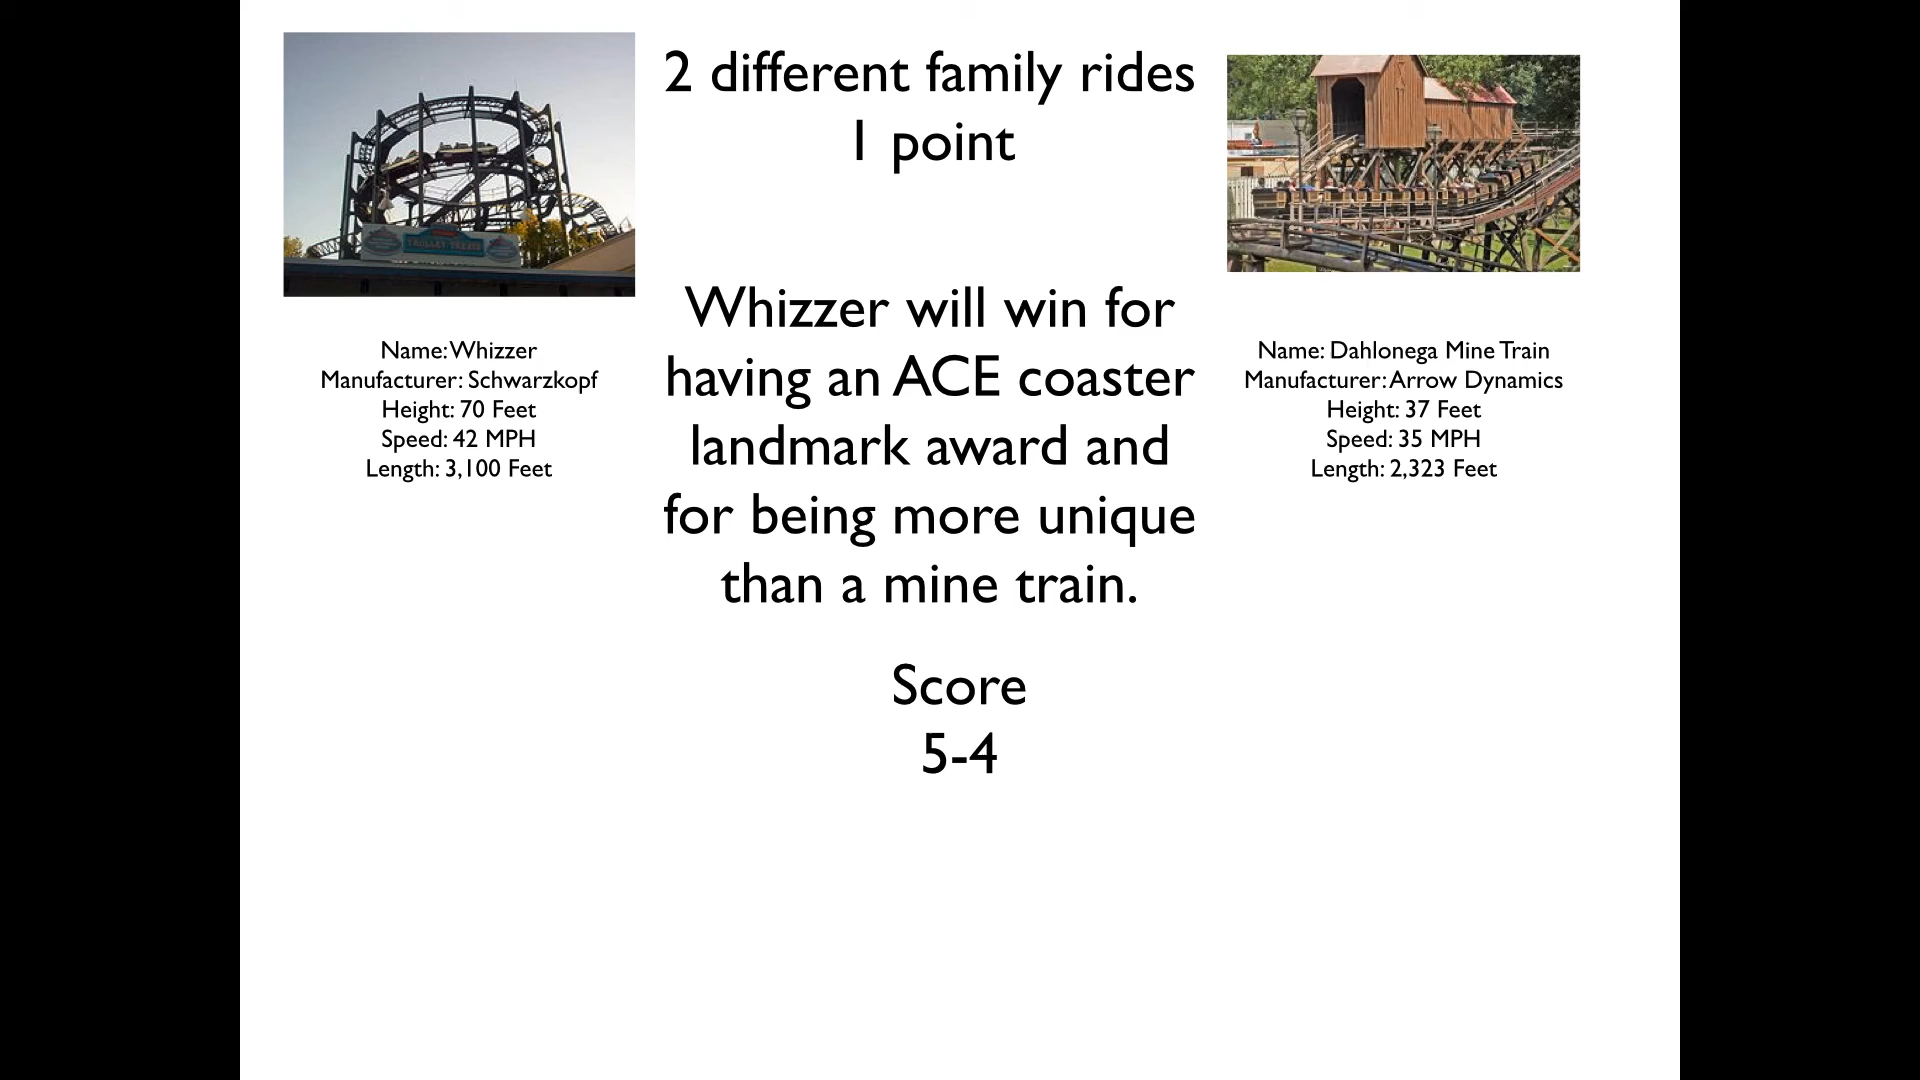 2 different family rides
1 point
TROLLEY TREATS
Whizzer will win for
having an ACE coaster
landmark award and
for being more unique
than a mine train.
Score
5-4
Name: Whizzer
Manufacturer: Schwarzkopf
Height: 70 Feet
Speed: 42 MPH
Length: 3,100 Feet
Name: Dahlonega Mine Train
Manufacturer: Arrow Dynamics
Height: 37 Feet
Speed: 35 MPH
Length: 2,323 Feet